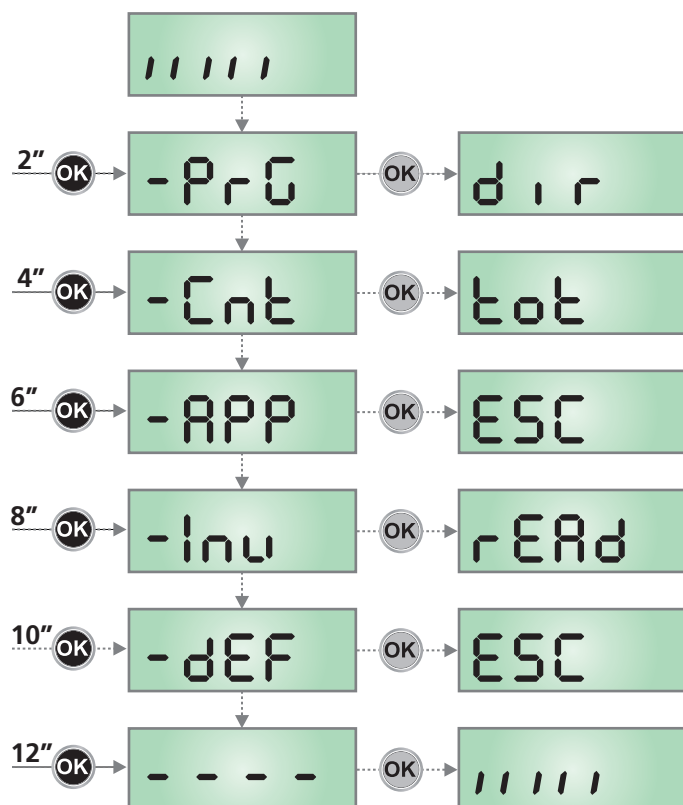 11111
2” OK -PrG OK dir
4” OK -Cnt OK tot
6” OK -APP OK ESC
8” OK -Inv OK rEAd
10” OK -dEF OK ESC
12” OK - - - - OK 11111